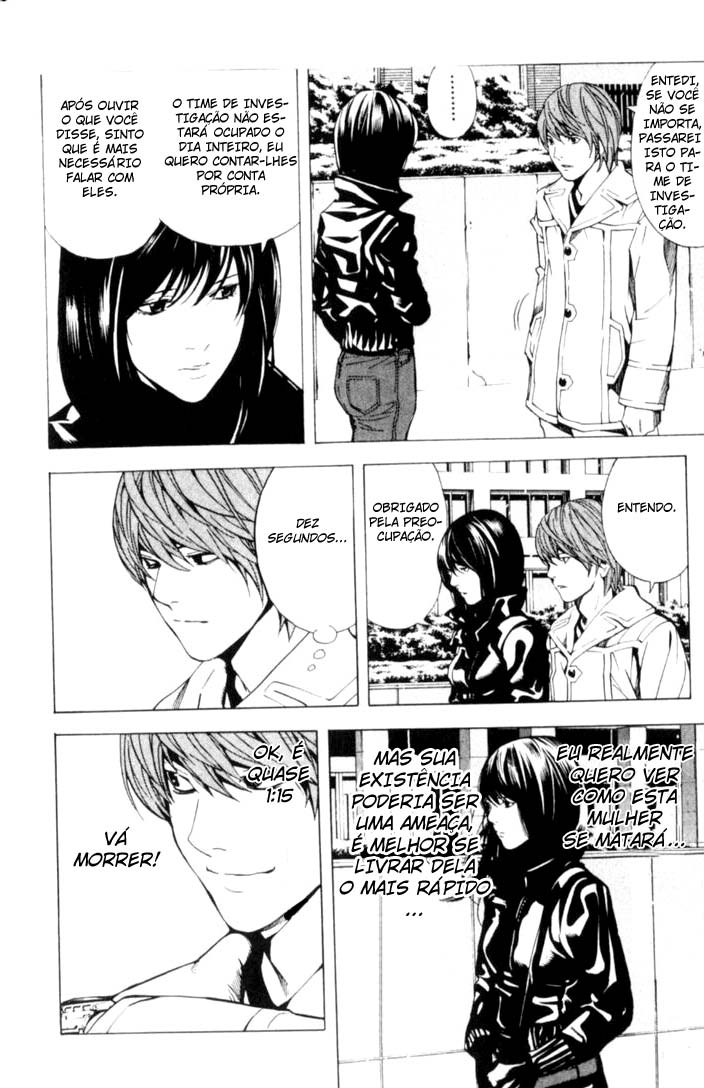 ENTEDI,
SE VOCÊ
NÃO SE
IMPORTA,
PASSAREI
ISTO PA-
RA O TI-
ME DE
INVES-
TIGA-
ÇÃO.
........
O TIME DE INVES-
TIGAÇÃO NÃO ES-
TARÁ OCUPADO O
DIA INTEIRO, EU
QUERO CONTAR-LHES
POR CONTA
PRÓPRIA.
APÓS OUVIR
O QUE VOCÊ
DISSE, SINTO
QUE É MAIS
NECESSÁRIO
FALAR COM
ELES.
ENTENDO.
OBRIGADO
PELA PREO-
CUPAÇÃO.
DEZ
SEGUNDOS...
EU REALMENTE
QUERO VER
COMO ESTA
MULHER
SE MATARÁ...
MAS SUA
EXISTÊNCIA
PODERIA SER
UMA AMEAÇA,
É MELHOR SE
LIVRAR DELA
O MAIS RÁPIDO
...
OK, É
QUASE
1:15
VÁ
MORRER!